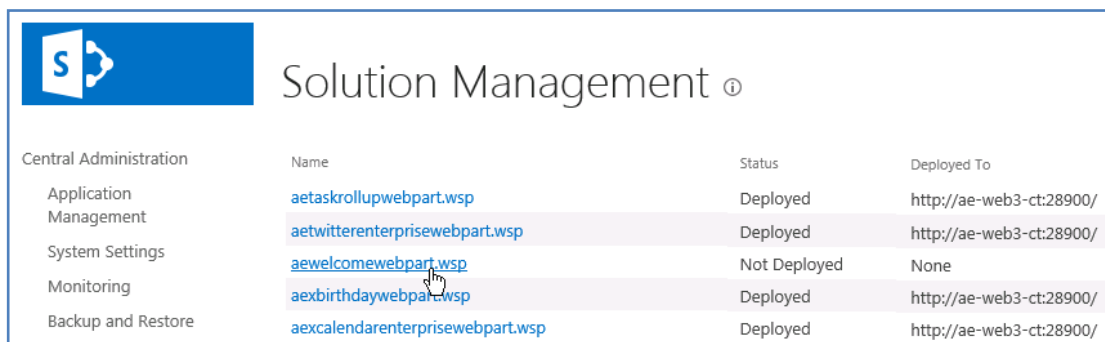 S
Solution Management
Central Administration
Application
Management
System Settings
Monitoring
Backup and Restore
Name Status Deployed To
aetaskrollupwebpart.wsp Deployed http://ae-web3-ct:28900/
aetwitterenterprisewebpart.wsp Deployed http://ae-web3-ct:28900/
aewelcomewebpart.wsp Not Deployed None
aexbirthdaywebpart.wsp Deployed http://ae-web3-ct:28900/
aexcalendarenterprisewebpart.wsp Deployed http://ae-web3-ct:28900/